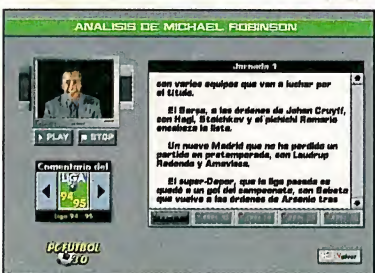 ANALISIS DE MICHAEL ROBINSON
Jornada 1
son varios equipos que van a luchar por
el título.
El Barça, a las órdenes de Johan Cruyff,
con Hagi, Stoichkov y el pichichi Romario
encabeza la lista.
Un nuevo Madrid que no ha perdido un
partido en pretemporada, con Laudrup
Redondo y Amavisca.
El super-Depor, que la liga pasada se
quedó a un gol del campeonato, con Bebeto
que vuelve a las órdenes de Arsenio tras
PLAY STOP
Comentario del
LIGA
94 95
Liga 94 95
PCFUTBOL
Volver